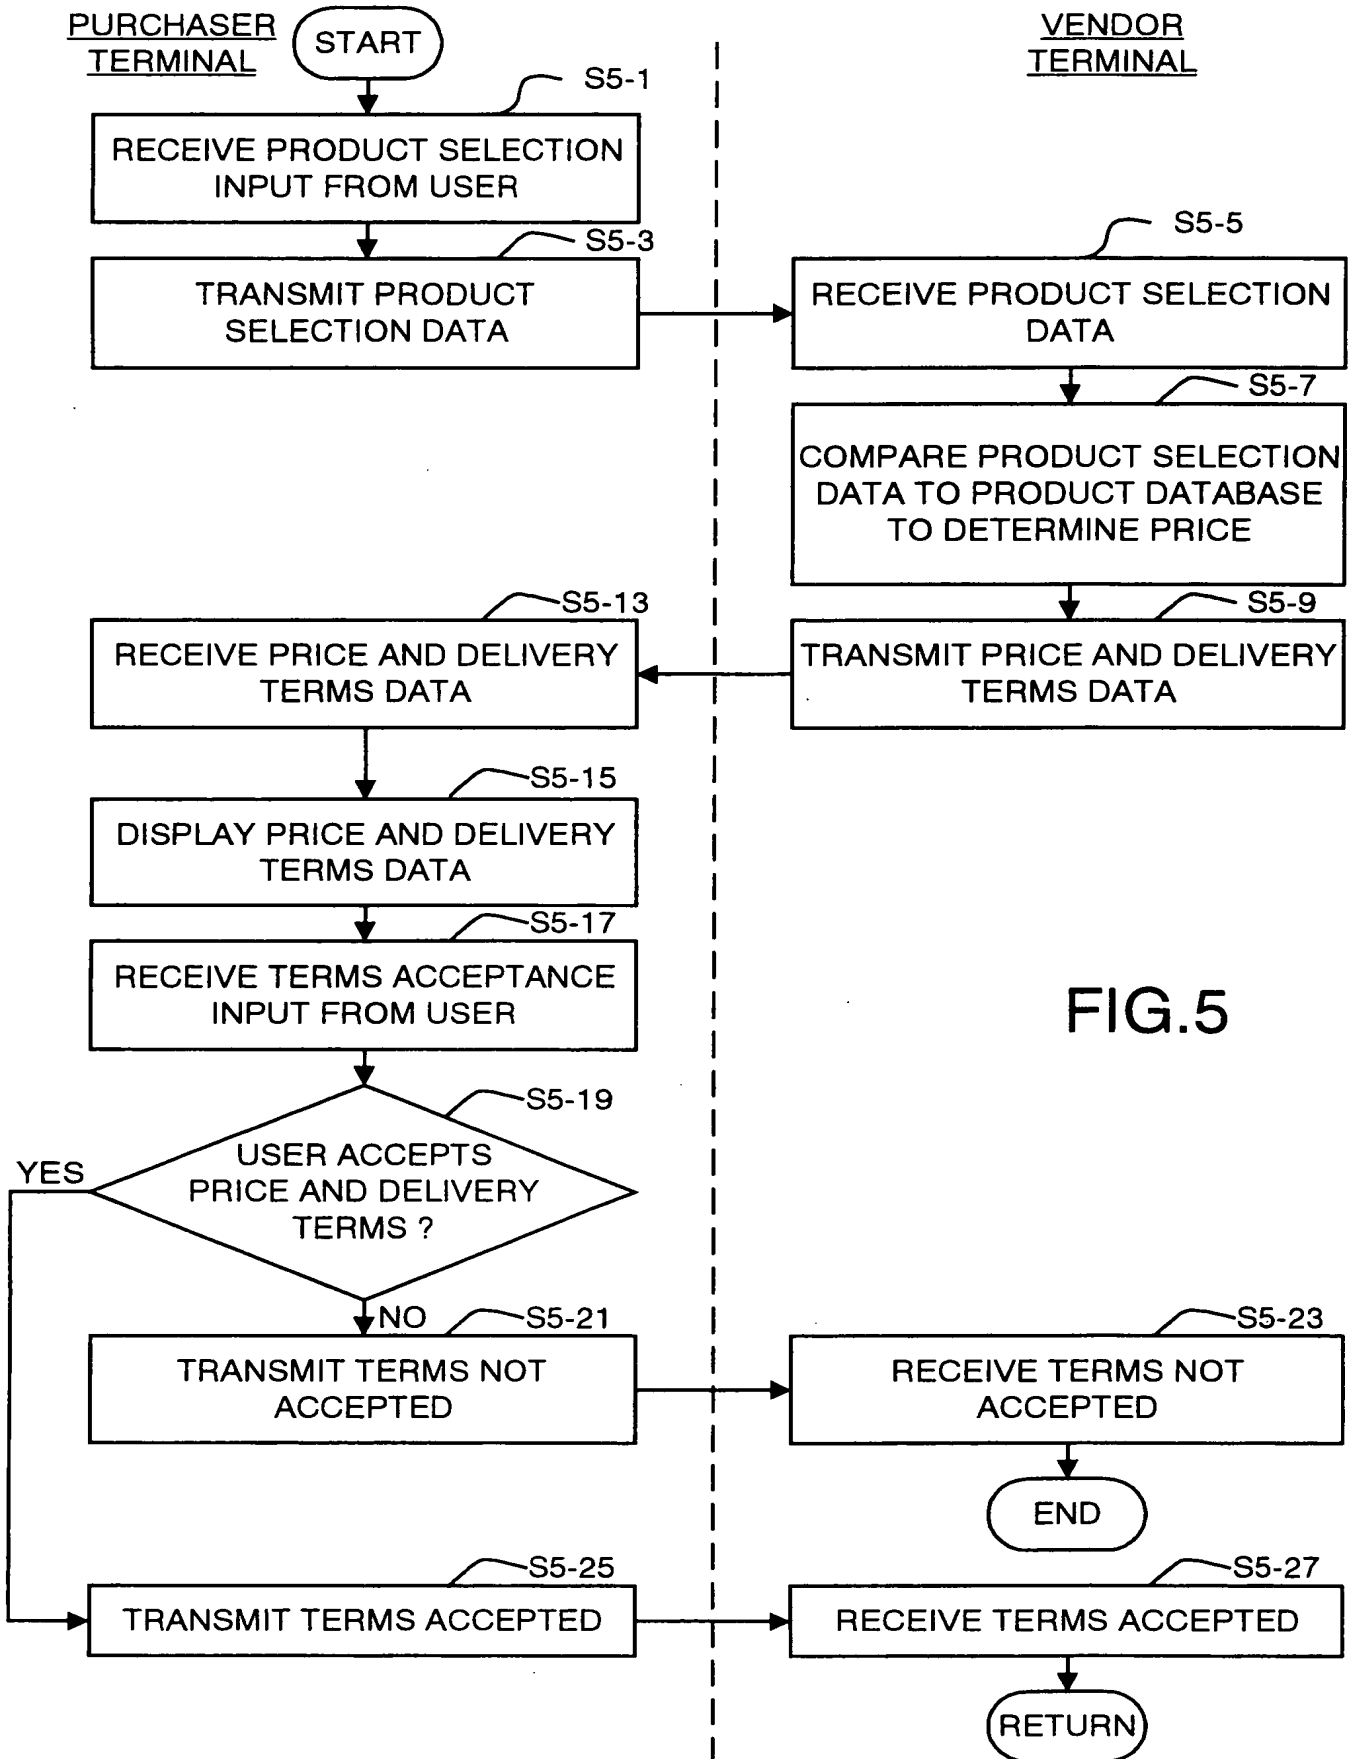 PURCHASER
TERMINAL
START
VENDOR
TERMINAL
S5-1
RECEIVE PRODUCT SELECTION
INPUT FROM USER
S5-3
TRANSMIT PRODUCT
SELECTION DATA
S5-5
RECEIVE PRODUCT SELECTION
DATA
S5-7
COMPARE PRODUCT SELECTION
DATA TO PRODUCT DATABASE
TO DETERMINE PRICE
S5-9
TRANSMIT PRICE AND DELIVERY
TERMS DATA
S5-13
RECEIVE PRICE AND DELIVERY
TERMS DATA
S5-15
DISPLAY PRICE AND DELIVERY
TERMS DATA
S5-17
RECEIVE TERMS ACCEPTANCE
INPUT FROM USER
FIG.5
S5-19
USER ACCEPTS
PRICE AND DELIVERY
TERMS ?
YES
NO
S5-21
TRANSMIT TERMS NOT
ACCEPTED
S5-23
RECEIVE TERMS NOT
ACCEPTED
END
S5-25
TRANSMIT TERMS ACCEPTED
S5-27
RECEIVE TERMS ACCEPTED
RETURN